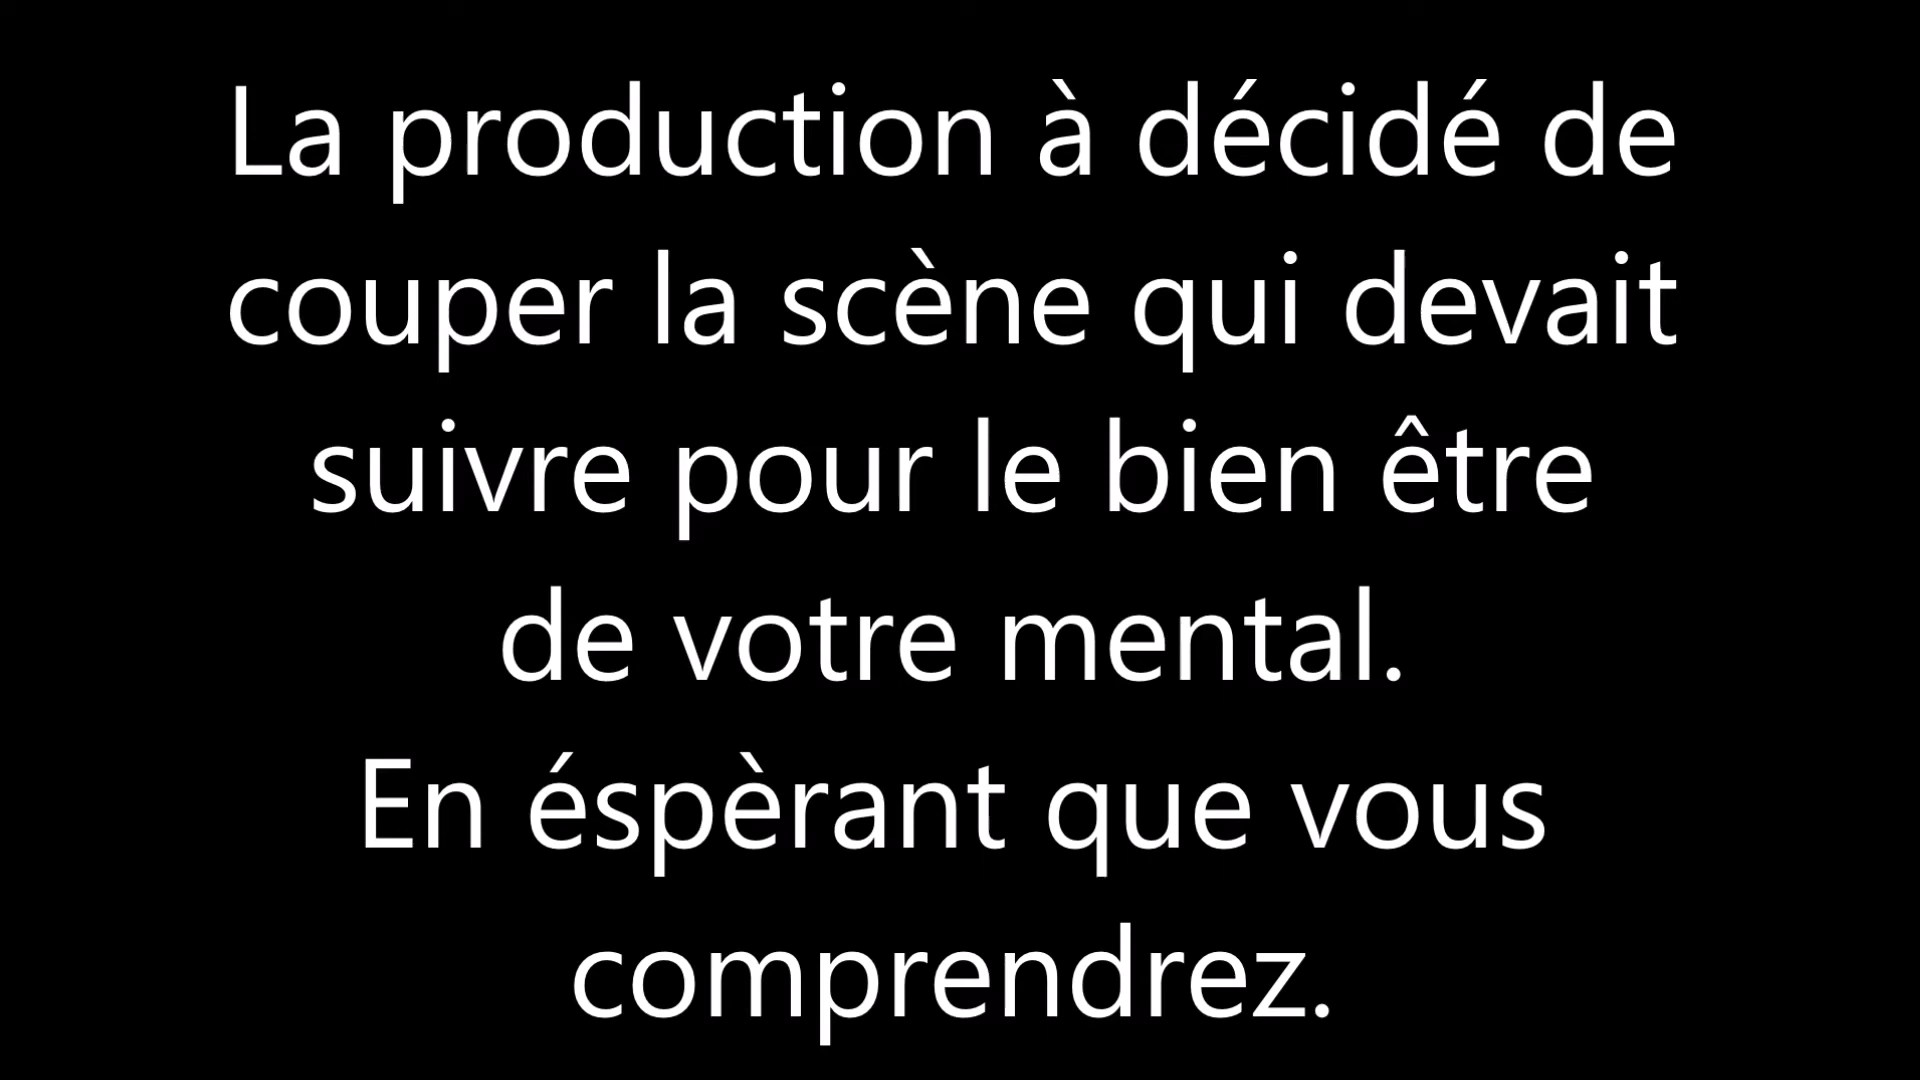 La production à décidé de
couper la scène qui devait
suivre pour le bien être
de votre mental.
En éspèrant que vous
comprendrez.